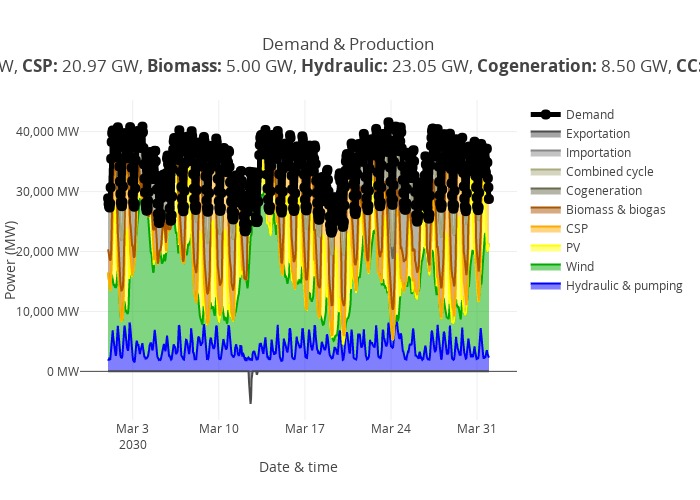 Demand & Production
W, CSP: 20.97 GW, Biomass: 5.00 GW, Hydraulic: 23.05 GW, Cogeneration: 8.50 GW, CC:
40,000 MW
30,000 MW
20,000 MW
10,000 MW
0 MW
Power (MW)
Mar 3
2030
Mar 10
Mar 17
Mar 24
Mar 31
Date & time
Demand
Exportation
Importation
Combined cycle
Cogeneration
Biomass & biogas
CSP
PV
Wind
Hydraulic & pumping